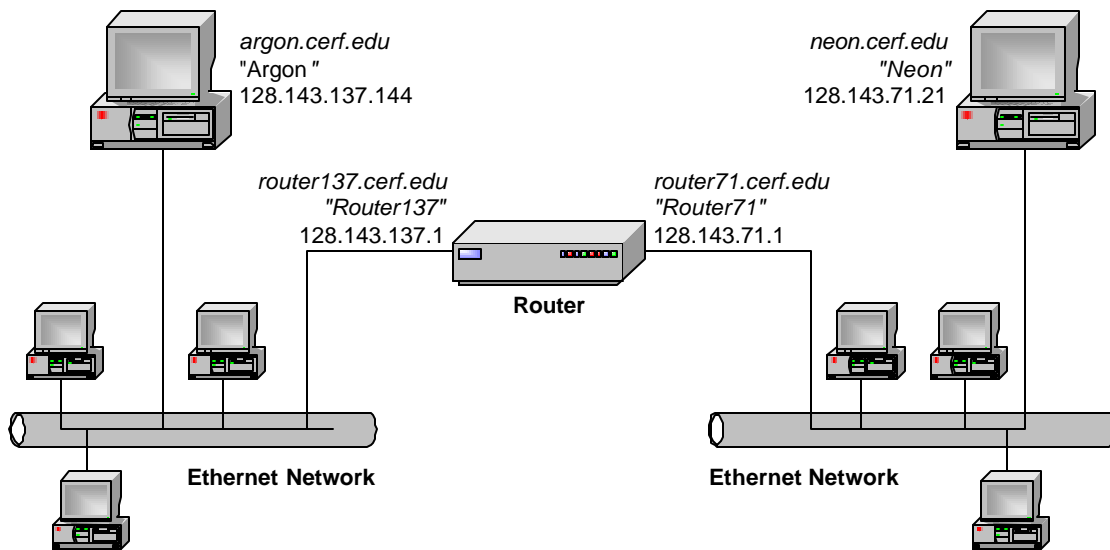 argon.cerf.edu
"Argon "
128.143.137.144
neon.cerf.edu
"Neon"
128.143.71.21
router137.cerf.edu
"Router137"
128.143.137.1
router71.cerf.edu
"Router71"
128.143.71.1
Router
Ethernet Network
Ethernet Network